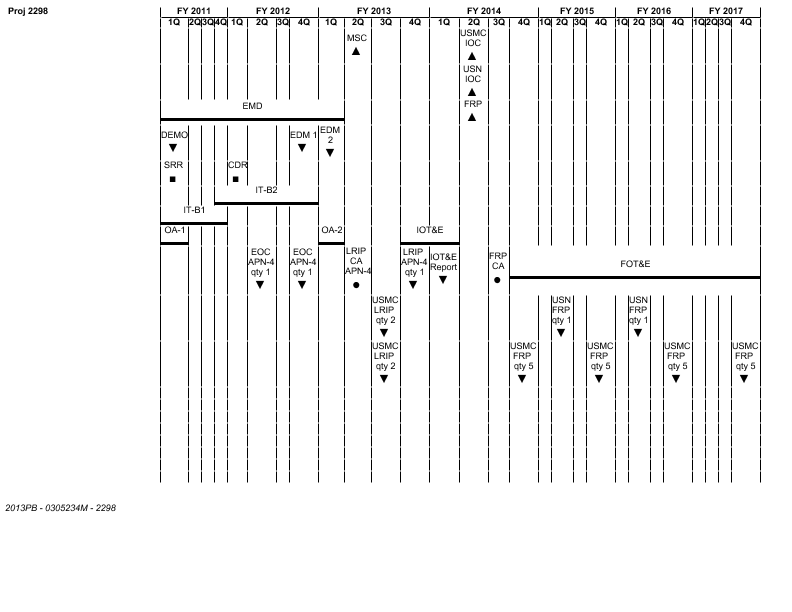 Proj 2298
FY 2011 FY 2012 FY 2013 FY 2014 FY 2015 FY 2016 FY 2017
1Q 2Q 3Q 4Q 1Q 2Q 3Q 4Q 1Q 2Q 3Q 4Q 1Q 2Q 3Q 4Q 1Q 2Q 3Q 4Q 1Q 2Q 3Q 4Q 1Q 2Q 3Q 4Q
MSC
USMC
IOC
USN
IOC
FRP
EMD
DEMO
EDM 1
EDM
2
SRR
CDR
IT-B2
IT-B1
OA-1
OA-2
IOT&E
EOC
APN-4
qty 1
EOC
APN-4
qty 1
LRIP
CA
APN-4
LRIP
APN-4
qty 1
IOT&E
Report
FRP
CA
FOT&E
USMC
LRIP
qty 2
USN
FRP
qty 1
USN
FRP
qty 1
USMC
LRIP
qty 2
USMC
FRP
qty 5
USMC
FRP
qty 5
USMC
FRP
qty 5
USMC
FRP
qty 5
2013PB - 0305234M - 2298